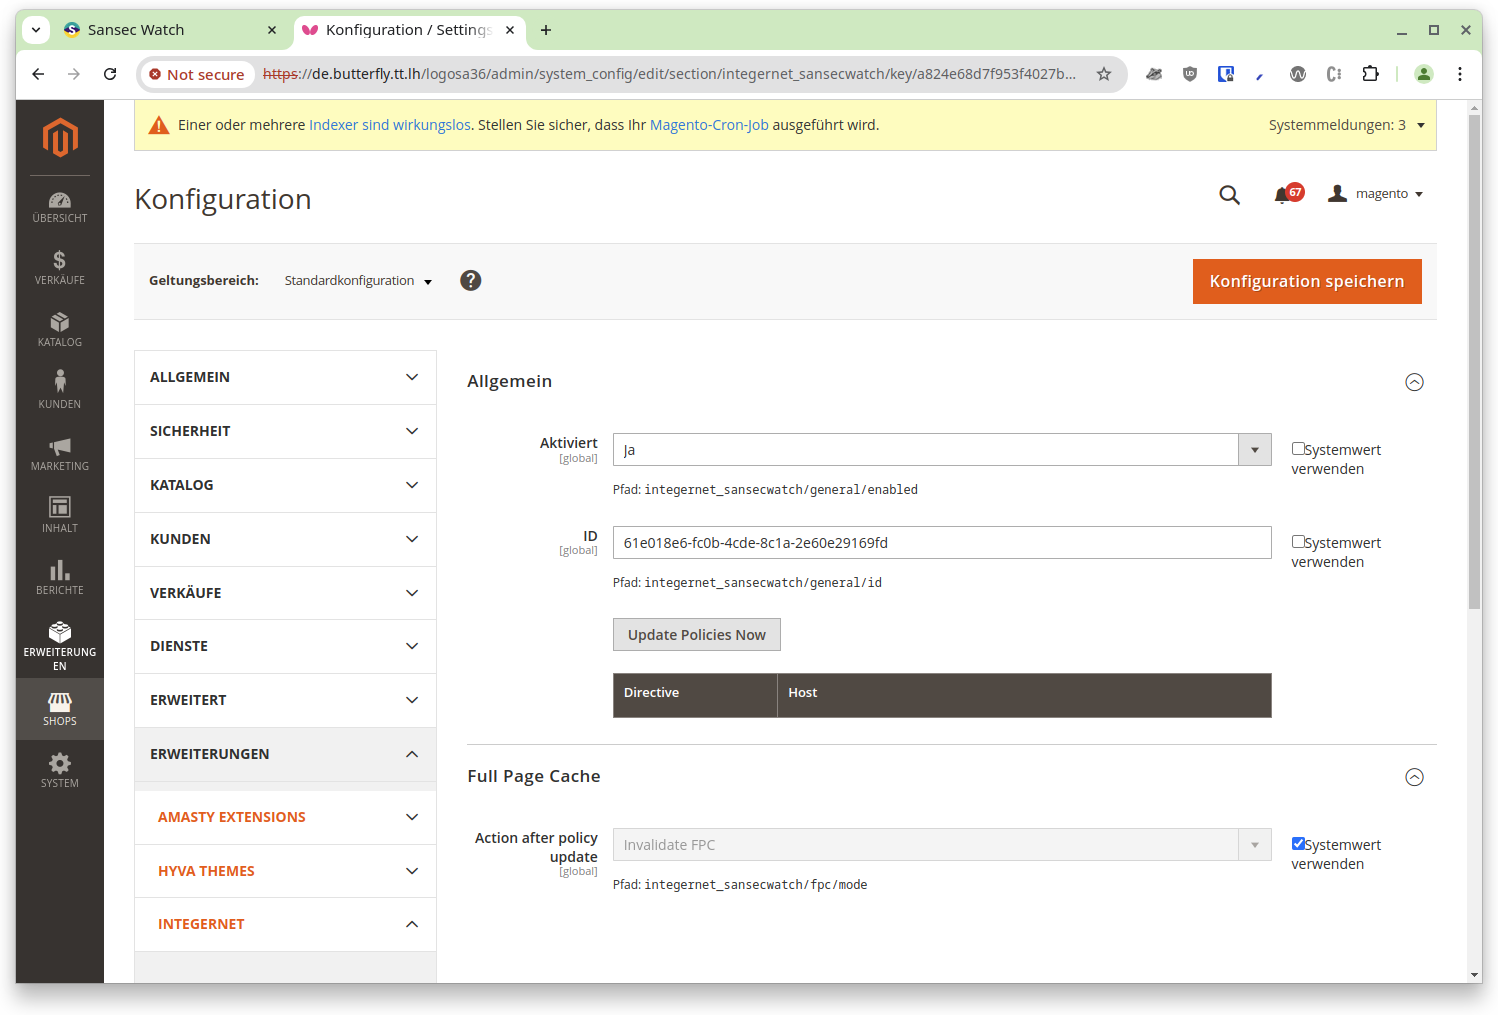 Sansec Watch
Konfiguration / Settings
Not secure https://de.butterfly.tt.lh/logosa36/admin/system_config/edit/section/integernet_sansecwatch/key/a824e68d7f953f4027b...
Einer oder mehrere Indexer sind wirkungslos. Stellen Sie sicher, dass Ihr Magento-Cron-Job ausgeführt wird.
Systemmeldungen: 3
Konfiguration
67
magento
Geltungsbereich: Standardkonfiguration ?
Konfiguration speichern
ÜBERSICHT
VERKÄUFE
KATALOG
KUNDEN
MARKETING
INHALT
BERICHTE
ERWEITERUNG
EN
SHOPS
SYSTEM
ALLGEMEIN
SICHERHEIT
KATALOG
KUNDEN
VERKÄUFE
DIENSTE
ERWEITERT
ERWEITERUNGEN
AMASTY EXTENSIONS
HYVA THEMES
INTEGERNET
Allgemein
Aktiviert
[global]
Ja
Systemwert
verwenden
Pfad: integernet_sansecwatch/general/enabled
ID
[global]
61e018e6-fc0b-4cde-8c1a-2e60e29169fd
Systemwert
verwenden
Pfad: integernet_sansecwatch/general/id
Update Policies Now
Directive Host
Full Page Cache
Action after policy
update
[global]
Invalidate FPC
Systemwert
verwenden
Pfad: integernet_sansecwatch/fpc/mode